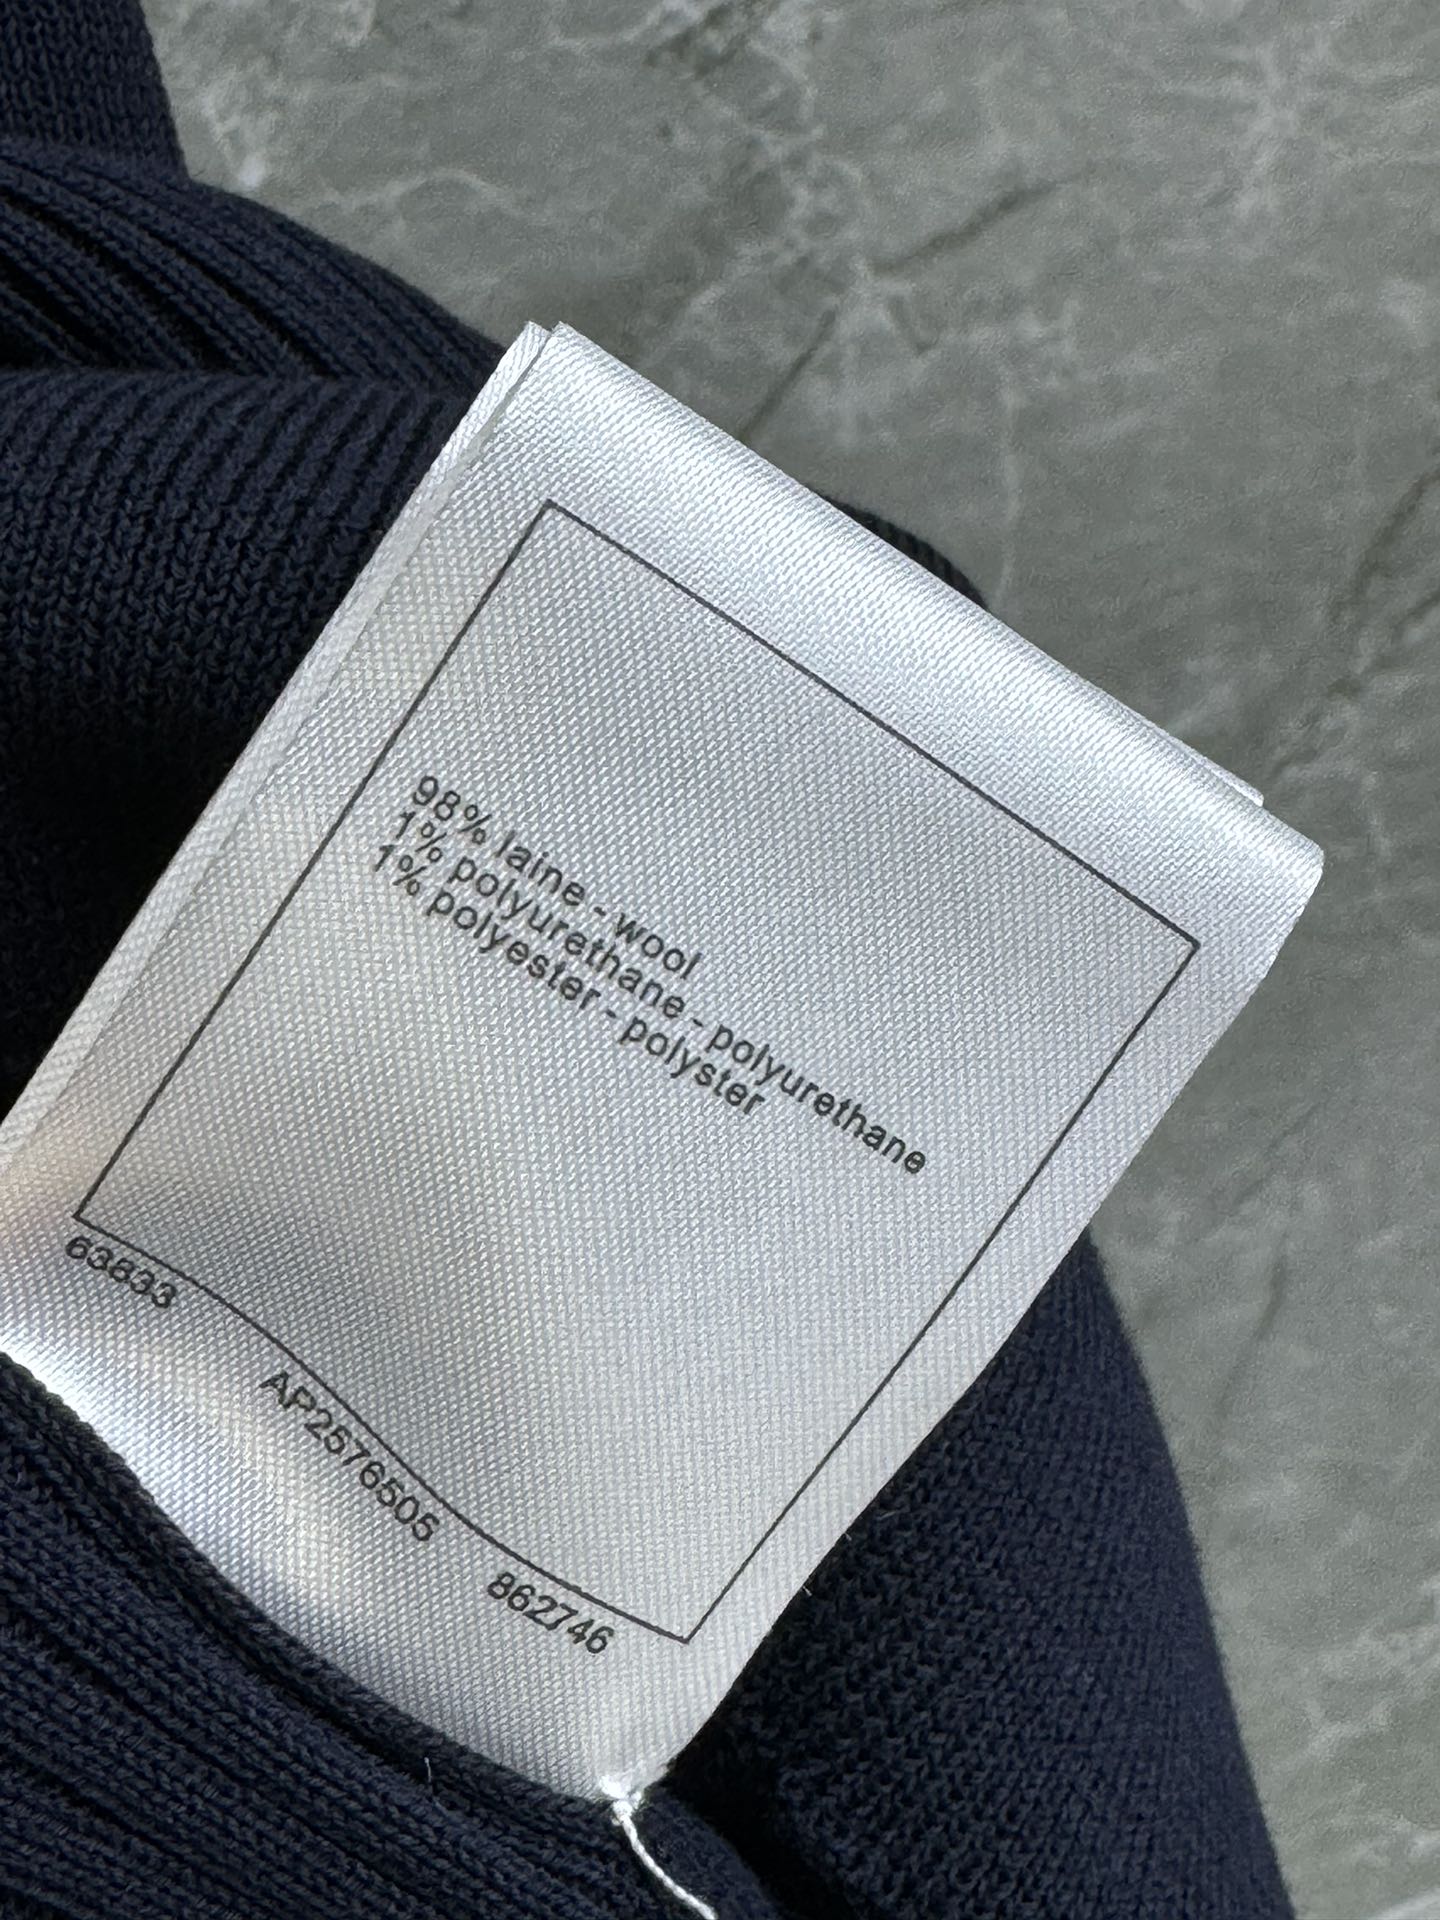 98% laine - wool
1% polyurethane - polyurethane
1% polyester - polyster
63833 AP2576505 862746